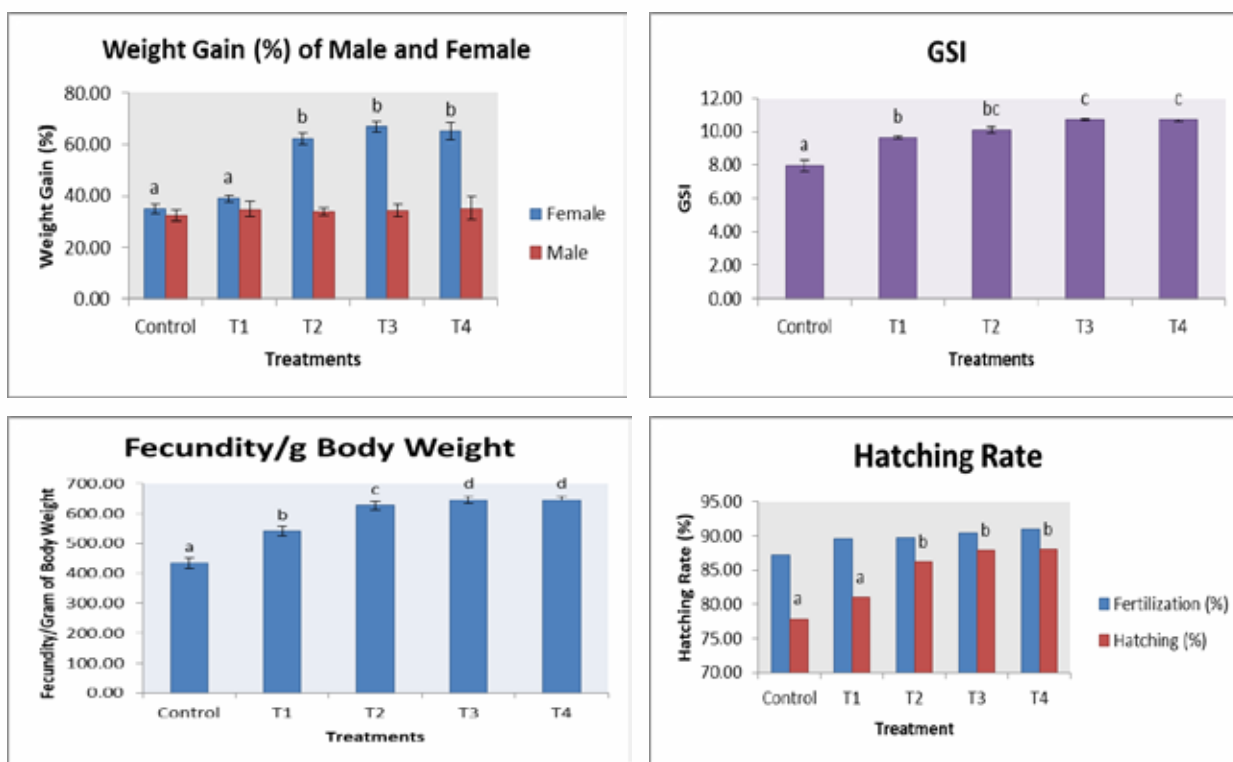 Weight Gain (%) of Male and Female
Weight Gain (%)
80.00
60.00
40.00
20.00
0.00
a
a
b
b
b
Control T1 T2 T3 T4
Treatments
Female
Male
GSI
GSI
12.00
10.00
8.00
6.00
4.00
2.00
0.00
a
b
bc
c
c
Control T1 T2 T3 T4
Treatments
Fecundity/g Body Weight
Fecundity/Gram of Body Weight
700.00
600.00
500.00
400.00
300.00
200.00
100.00
0.00
a
b
c
d
d
Control T1 T2 T3 T4
Treatments
Hatching Rate
Hatching Rate (%)
95.00
90.00
85.00
80.00
75.00
70.00
a
a
b
b
b
Control T1 T2 T3 T4
Treatment
Fertilization (%)
Hatching (%)